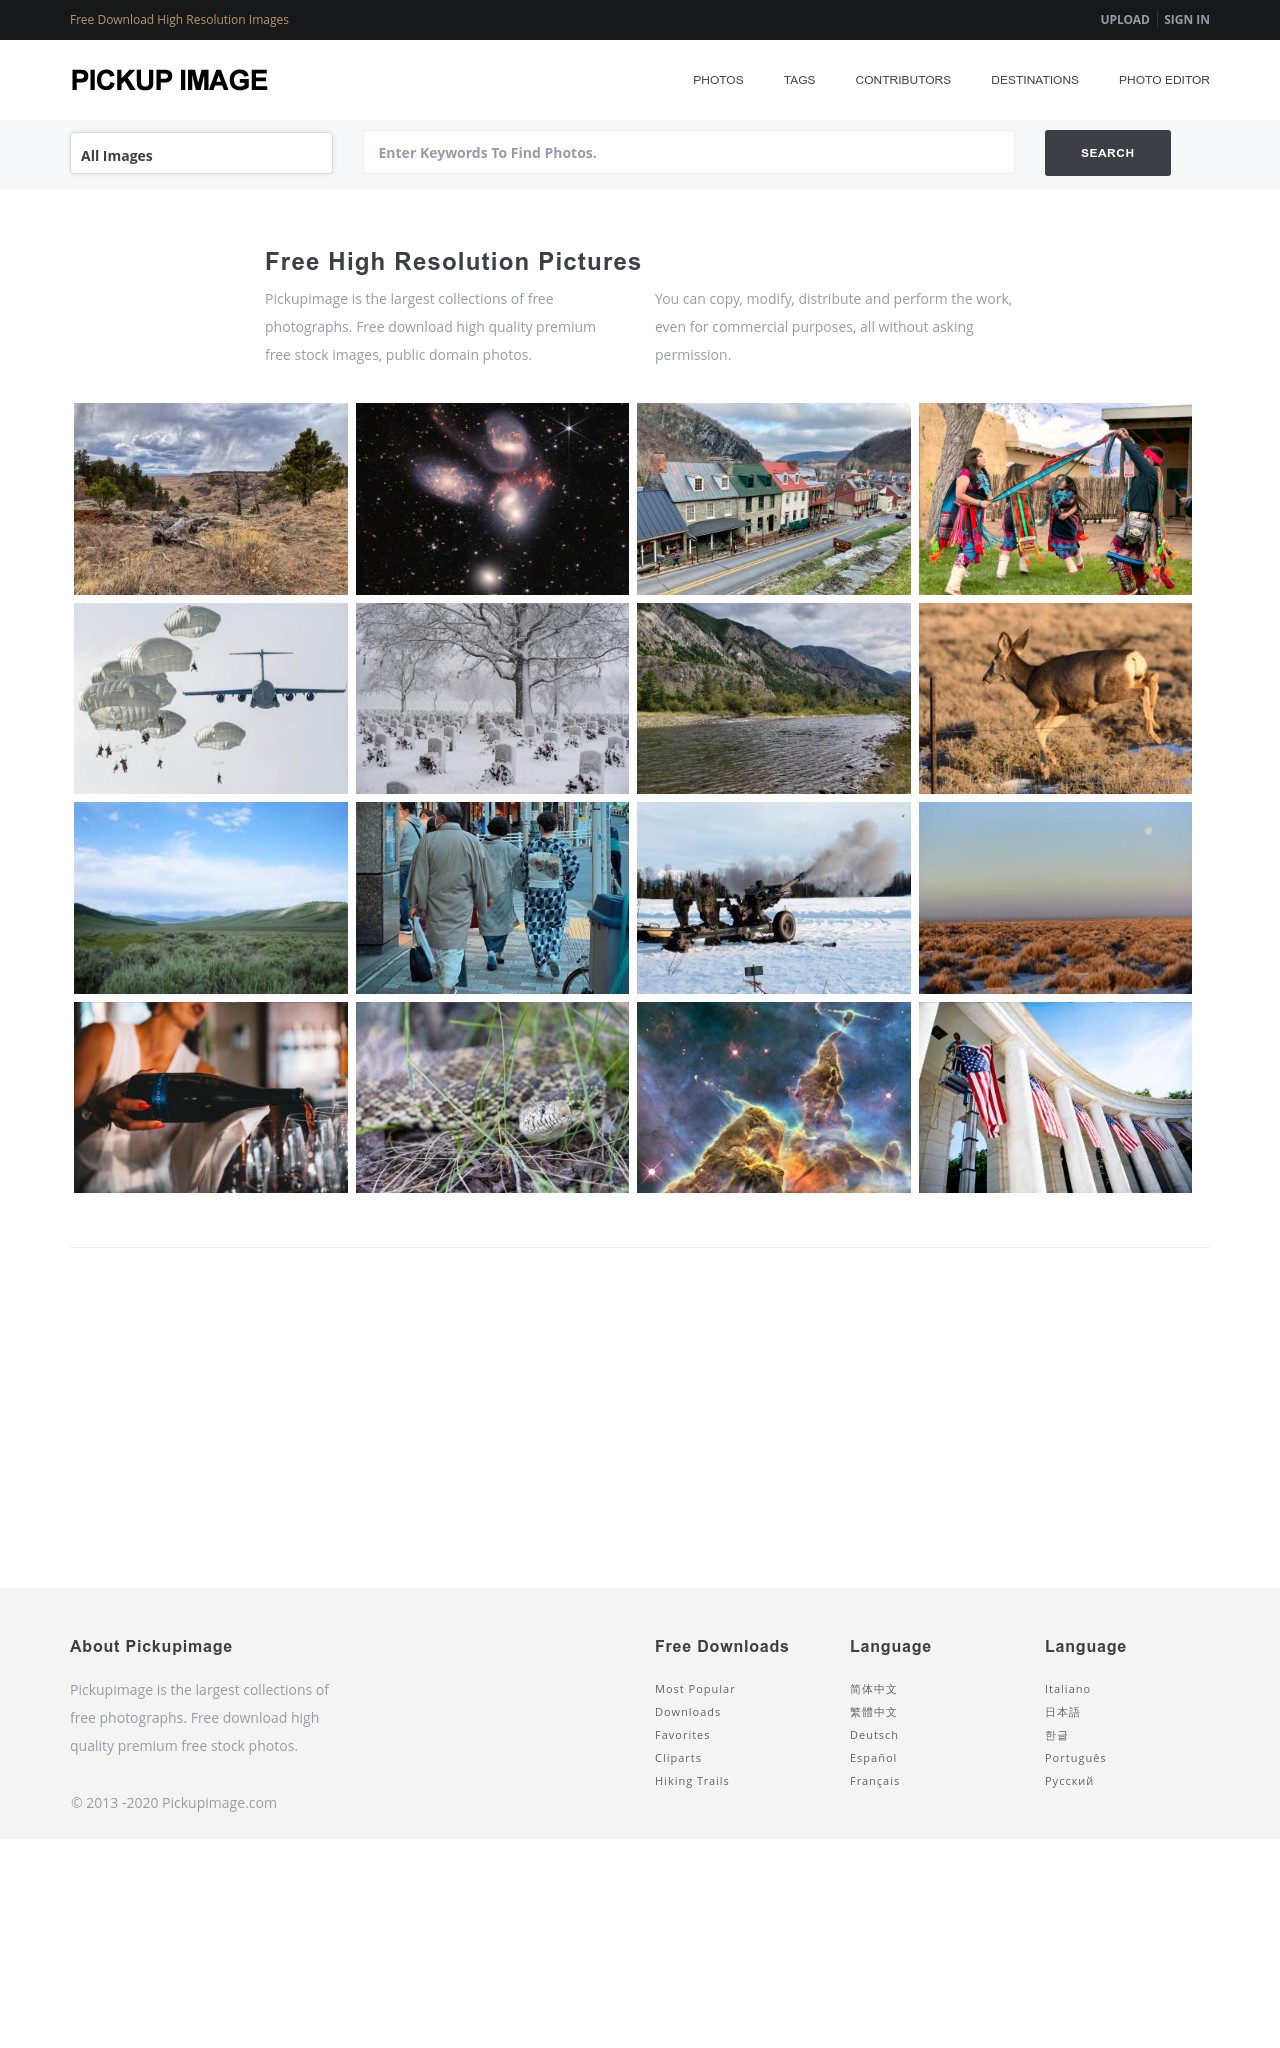 Free Download High Resolution Images
UPLOAD
SIGN IN
PICKUP IMAGE
PHOTOS
TAGS
CONTRIBUTORS
DESTINATIONS
PHOTO EDITOR
All Images
Enter Keywords To Find Photos.
SEARCH
Free High Resolution Pictures
Pickupimage is the largest collections of free
photographs. Free download high quality premium
free stock images, public domain photos.
You can copy, modify, distribute and perform the work,
even for commercial purposes, all without asking
permission.
About Pickupimage
Pickupimage is the largest collections of
free photographs. Free download high
quality premium free stock photos.
© 2013 -2020 Pickupimage.com
Free Downloads
Most Popular
Downloads
Favorites
Cliparts
Hiking Trails
Language
简体中文
繁體中文
Deutsch
Español
Français
Language
Italiano
日本語
한글
Português
Русский